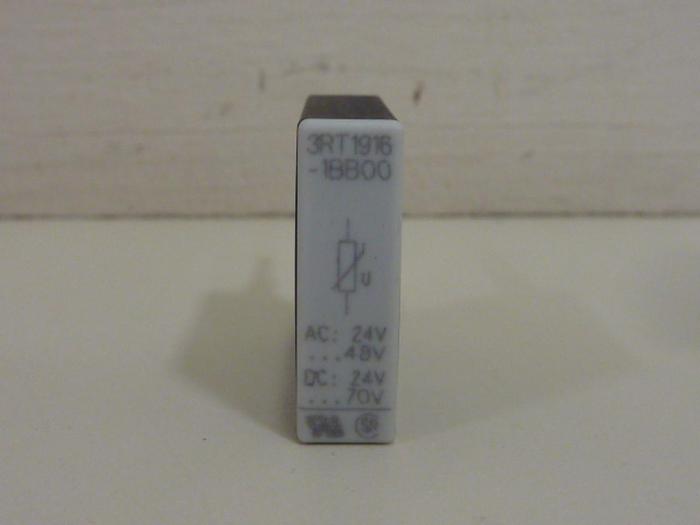 3RT1916
-1BB00
U
AC: 24V
...48V
DC: 24V
...70V